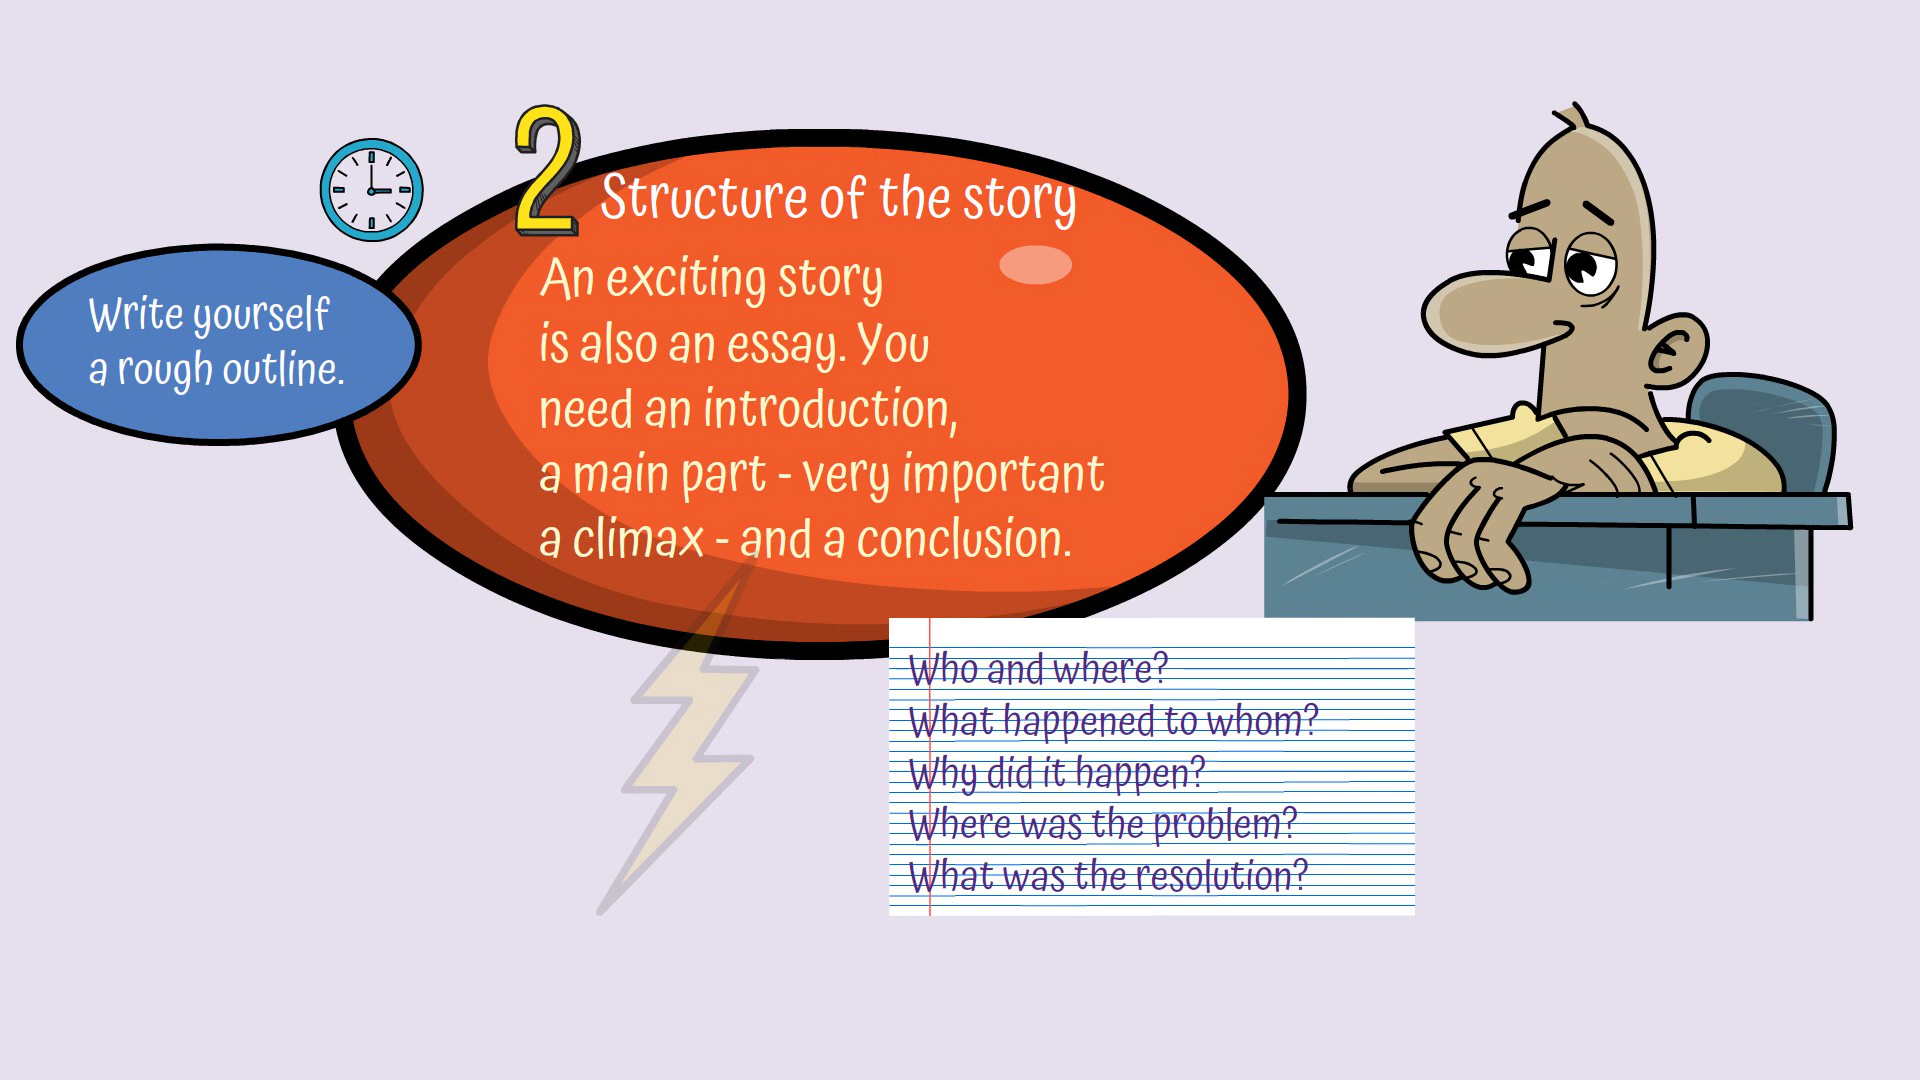 2 Structure of the story
An exciting story
is also an essay. You
need an introduction,
a main part - very important
a climax - and a conclusion.
Write yourself
a rough outline.
Who and where?
What happened to whom?
Why did it happen?
Where was the problem?
What was the resolution?